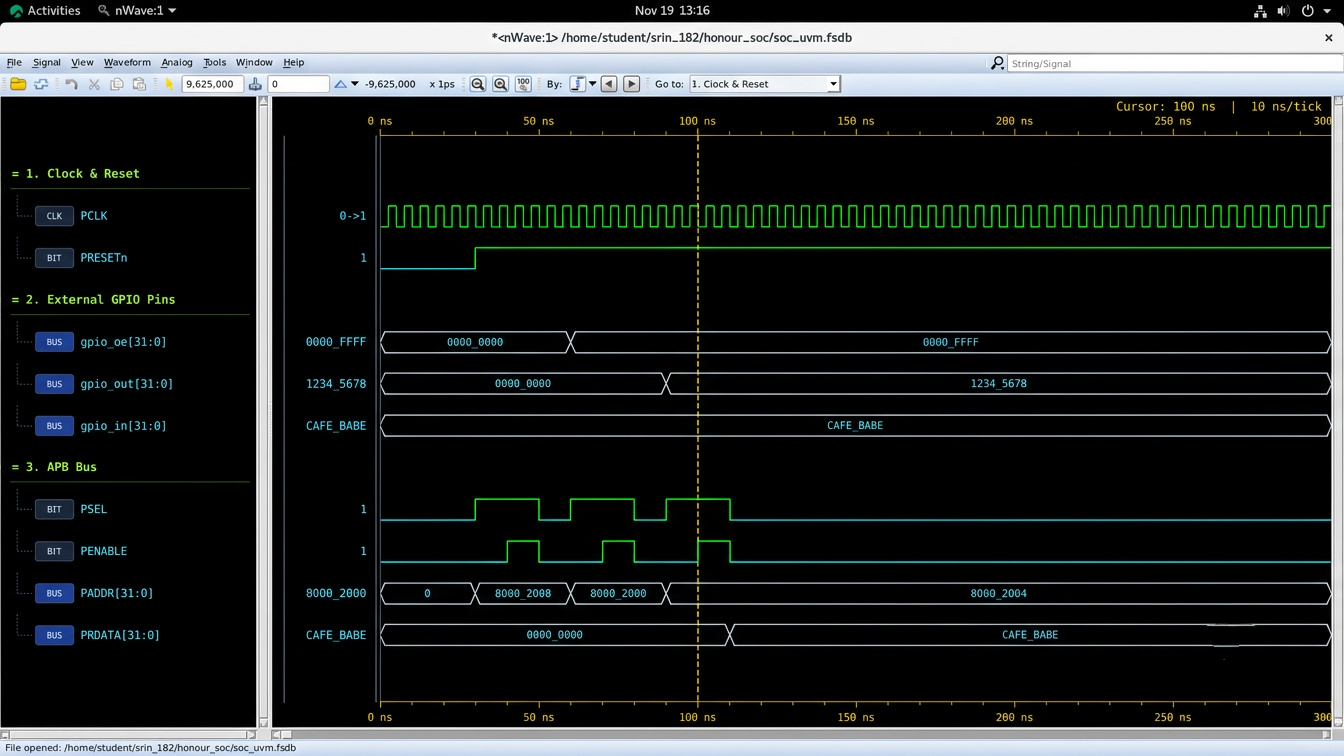 Activities nWave:1 Nov 19 13:16
*<nWave:1> /home/student/srin_182/honour_soc/soc_uvm.fsdb ×
File Signal View Waveform Analog Tools Window Help String/Signal
9,625,000 0 -9,625,000 x 1ps 100 By: Go to: 1. Clock & Reset
Cursor: 100 ns | 10 ns/tick
0 ns 50 ns 100 ns 150 ns 200 ns 250 ns 300
= 1. Clock & Reset
CLK PCLK 0->1
BIT PRESETn 1
= 2. External GPIO Pins
BUS gpio_oe[31:0] 0000_FFFF 0000_0000 0000_FFFF
BUS gpio_out[31:0] 1234_5678 0000_0000 1234_5678
BUS gpio_in[31:0] CAFE_BABE CAFE_BABE
= 3. APB Bus
BIT PSEL 1
BIT PENABLE 1
BUS PADDR[31:0] 8000_2000 0 8000_2008 8000_2000 8000_2004
BUS PRDATA[31:0] CAFE_BABE 0000_0000 CAFE_BABE
0 ns 50 ns 100 ns 150 ns 200 ns 250 ns 300
File opened: /home/student/srin_182/honour_soc/soc_uvm.fsdb